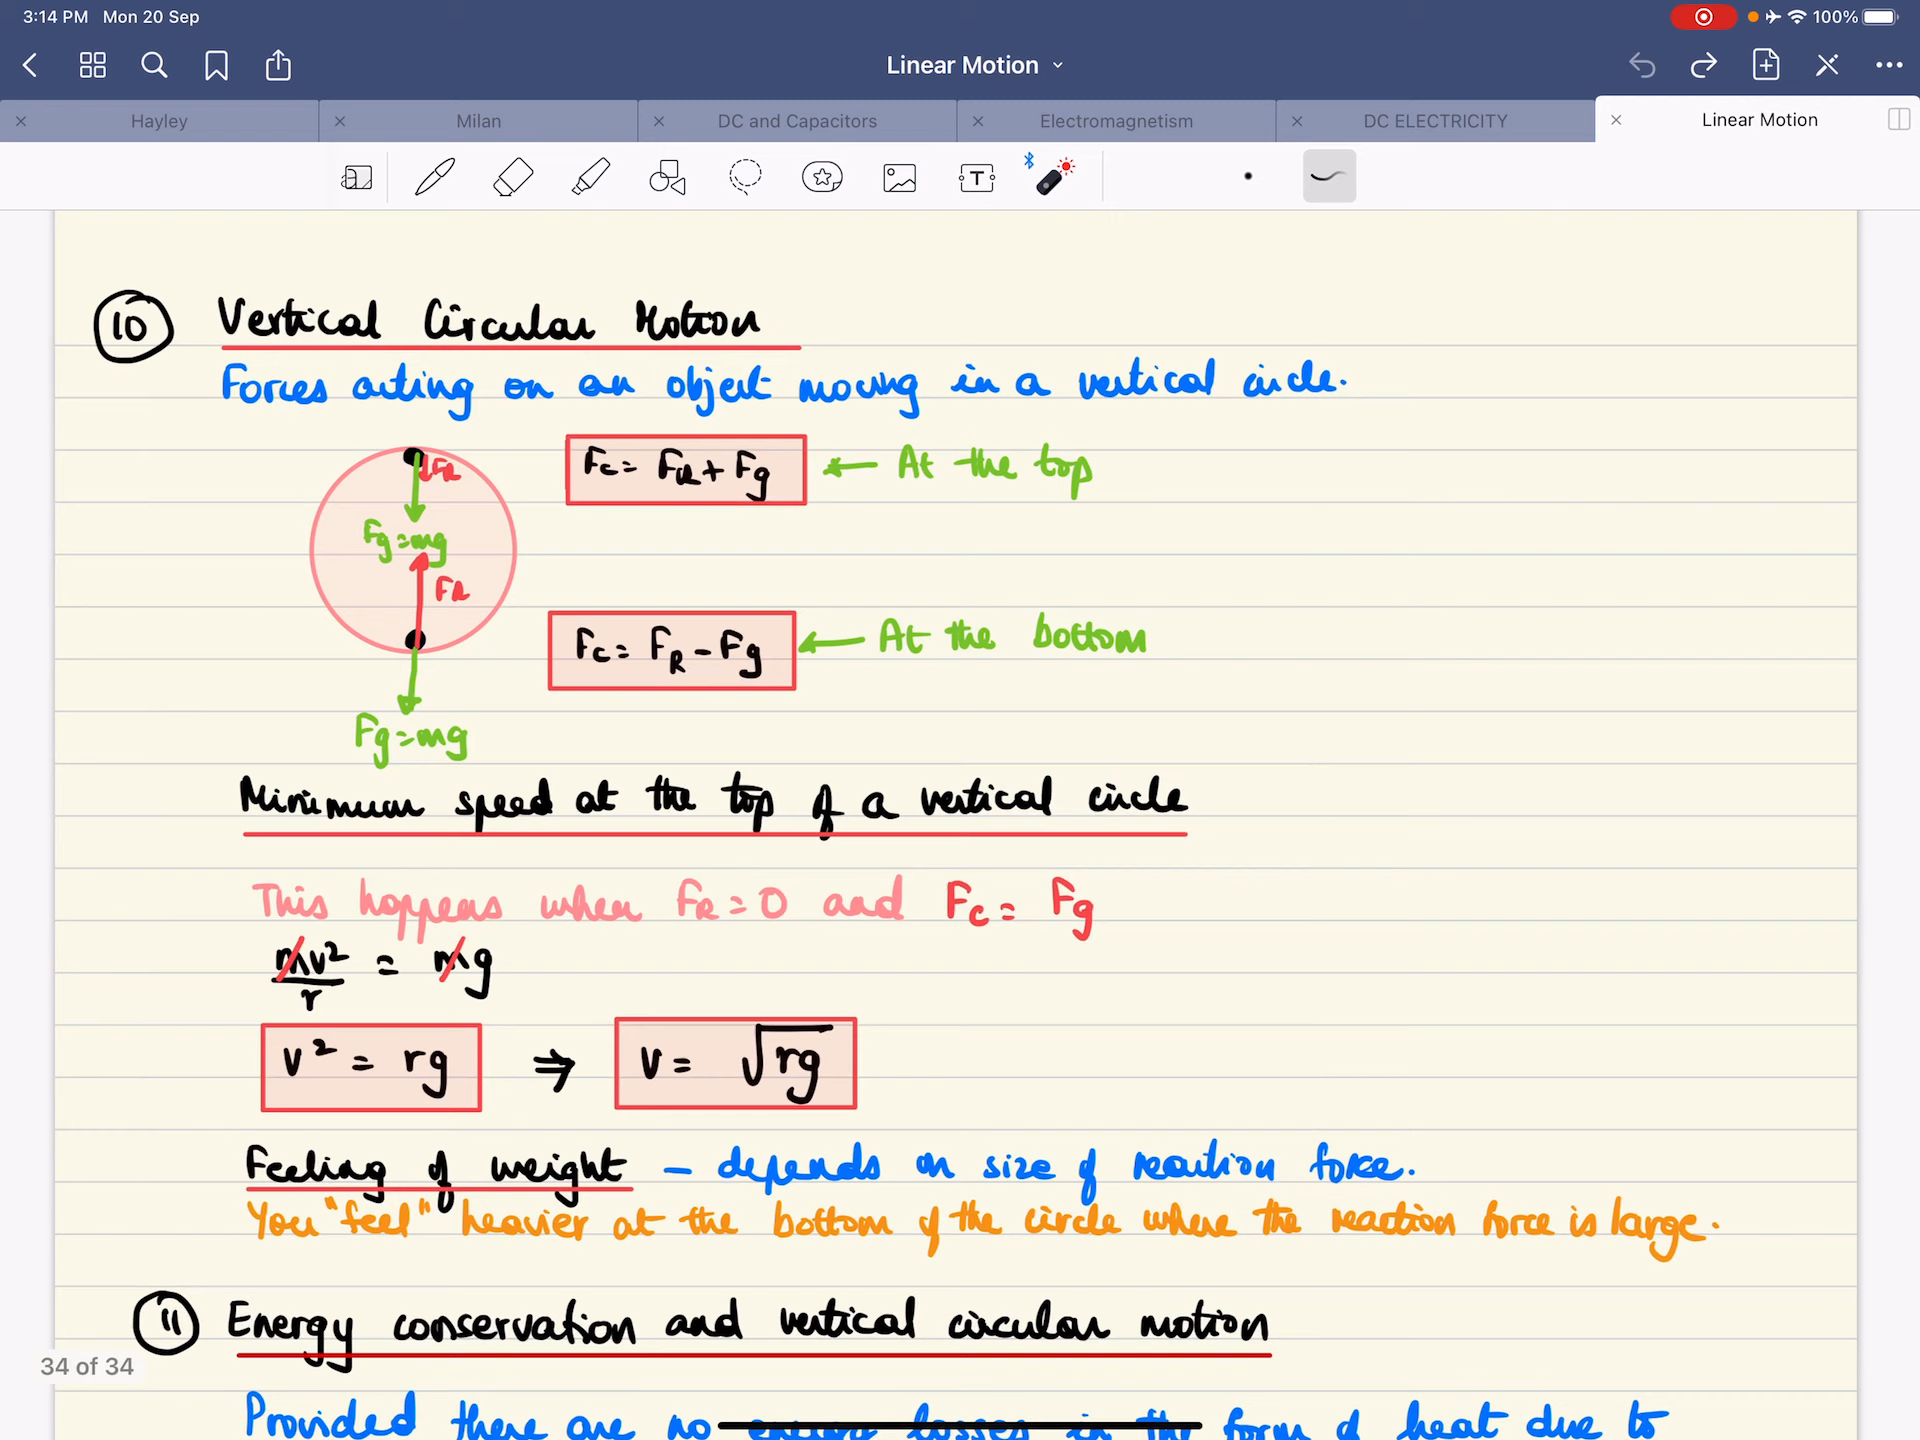 3:14 PM Mon 20 Sep
100%
Linear Motion
Hayley
Milan
DC and Capacitors
Electromagnetism
DC ELECTRICITY
Linear Motion
10 Vertical Circular Motion
Forces acting on an object moving in a vertical circle.
FR
Fc = FR + Fg
At the top
Fg = mg
FR
Fc = FR - Fg
At the bottom
Fg = mg
Minimum speed at the top of a vertical circle
This happens when FR = 0 and Fc = Fg
mv²/r = mg
v² = rg ⇒ v = √rg
Feeling of weight – depends on size of reaction force.
You "feel" heavier at the bottom of the circle where the reaction force is large.
11 Energy conservation and vertical circular motion
34 of 34
Provided there are no energy losses in the form of heat due to